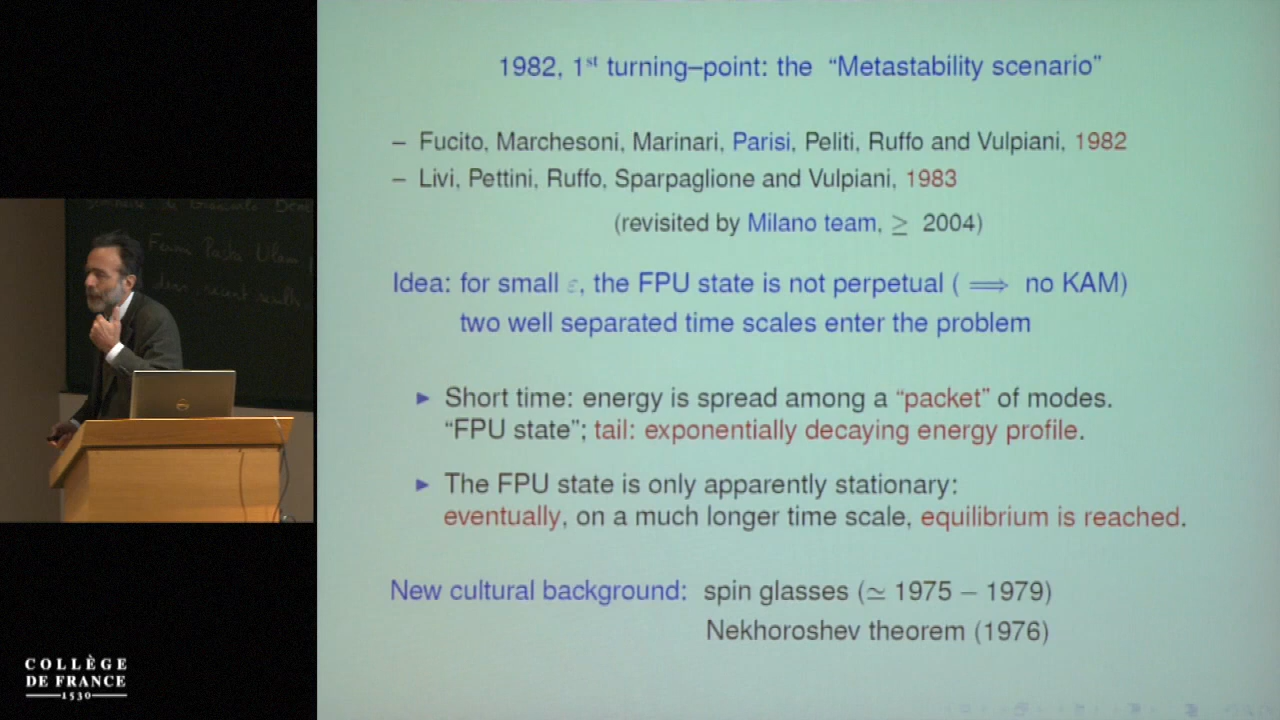 1982, 1st turning–point: the “Metastability scenario”
– Fucito, Marchesoni, Marinari, Parisi, Peliti, Ruffo and Vulpiani, 1982
– Livi, Pettini, Ruffo, Sparpaglione and Vulpiani, 1983
(revisited by Milano team, ≥ 2004)
Idea: for small ε, the FPU state is not perpetual ( ⟹ no KAM)
two well separated time scales enter the problem
► Short time: energy is spread among a “packet” of modes.
“FPU state”; tail: exponentially decaying energy profile.
► The FPU state is only apparently stationary:
eventually, on a much longer time scale, equilibrium is reached.
New cultural background: spin glasses (≃ 1975 – 1979)
Nekhoroshev theorem (1976)
Fermi Pasta Ulam
recent
COLLÈGE
DE FRANCE
1530